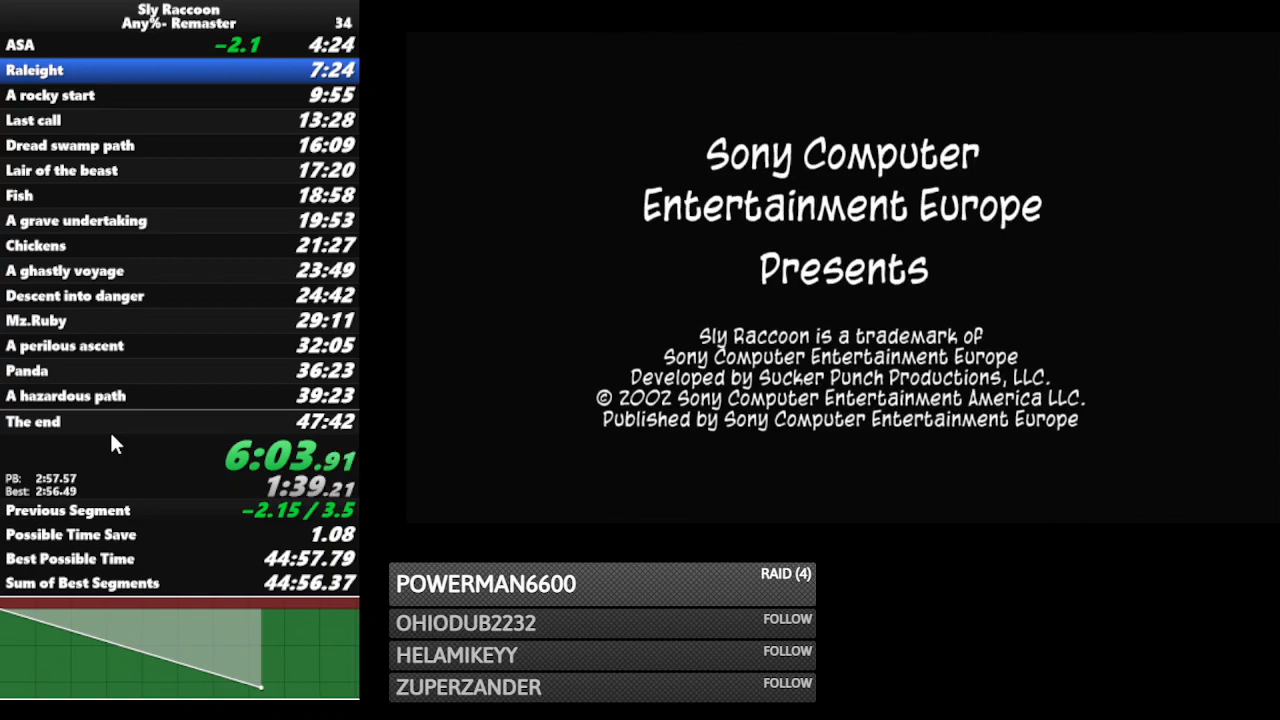 Sly Raccoon
Any%- Remaster 34
ASA -2.1 4:24
Raleight 7:24
A rocky start 9:55
Last call 13:28
Dread swamp path 16:09
Lair of the beast 17:20
Fish 18:58
A grave undertaking 19:53
Chickens 21:27
A ghastly voyage 23:49
Descent into danger 24:42
Mz.Ruby 29:11
A perilous ascent 32:05
Panda 36:23
A hazardous path 39:23
The end 47:42
6:03.91
PB: 2:57.57
Best: 2:56.49
1:39.21
Previous Segment -2.15 / 3.5
Possible Time Save 1.08
Best Possible Time 44:57.79
Sum of Best Segments 44:56.37
Sony Computer
Entertainment Europe
Presents
Sly Raccoon is a trademark of
Sony Computer Entertainment Europe
Developed by Sucker Punch Productions, LLC.
© 2002 Sony Computer Entertainment America LLC.
Published by Sony Computer Entertainment Europe
POWERMAN6600 RAID (4)
OHIODUB2232 FOLLOW
HELAMIKEYY FOLLOW
ZUPERZANDER FOLLOW